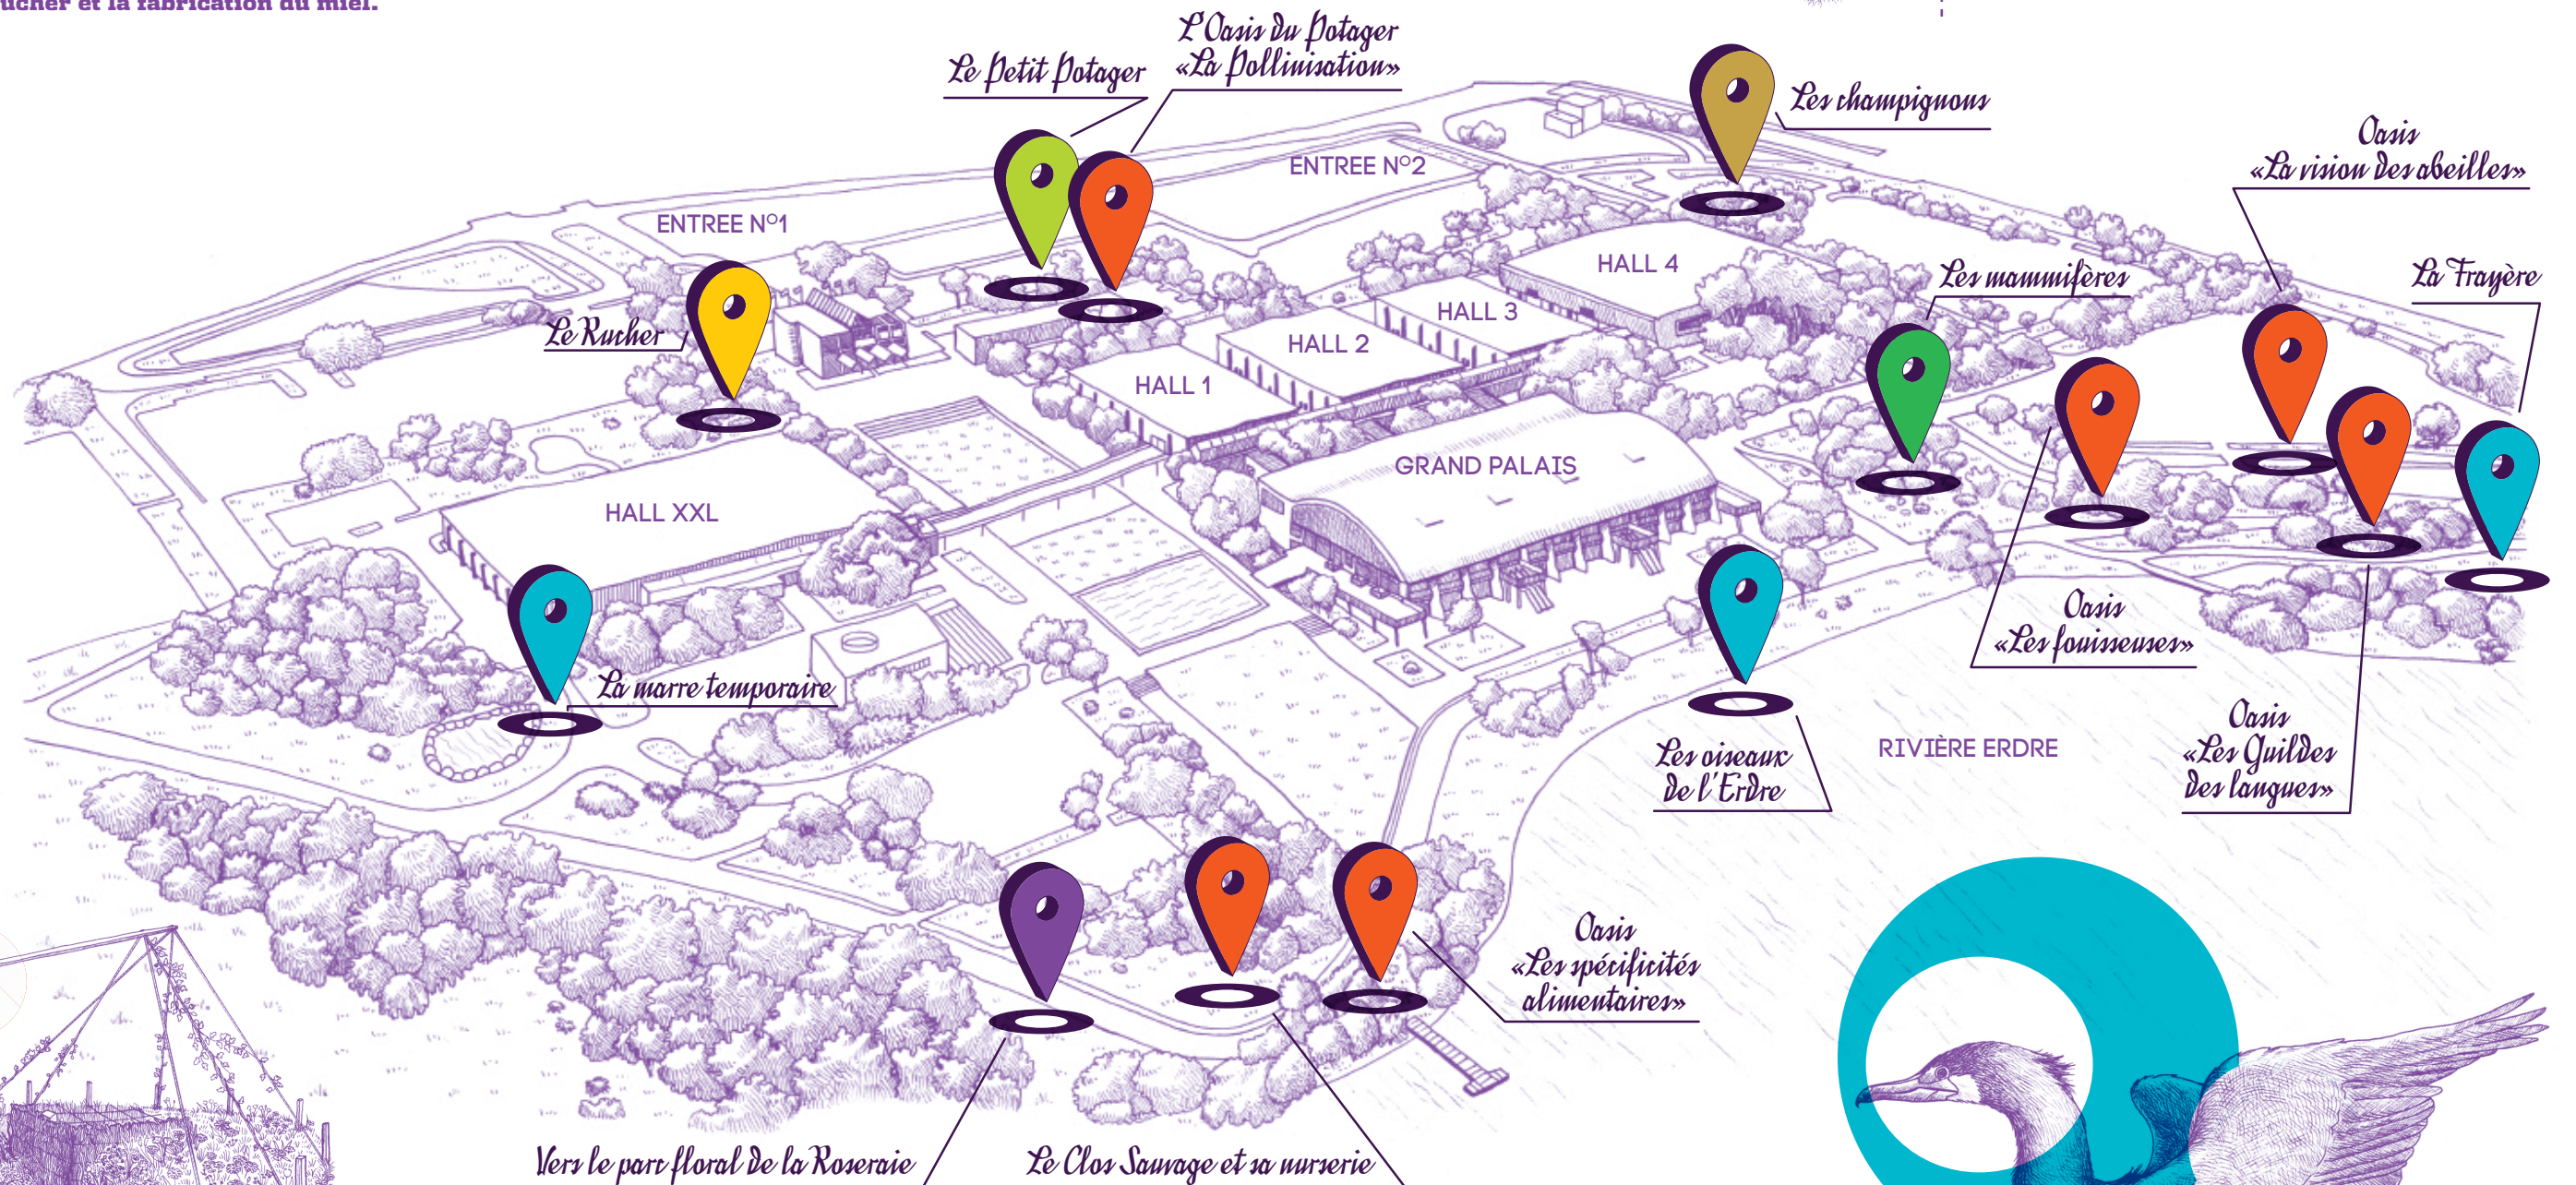 rucher et la fabrication du miel.
L'Oasis du Potager
«La Pollinisation»
Le Petit Potager
Les champignons
Oasis
«La vision des abeilles»
ENTREE N°2
ENTREE N°1
La Frayère
HALL 4
Les mammifères
HALL 3
Le Rucher
HALL 2
HALL 1
GRAND PALAIS
HALL XXL
Oasis
«Les fouisseuses»
La marre temporaire
Oasis
«Les Guildes
des langues»
Les oiseaux
de l'Erdre
RIVIÈRE ERDRE
Oasis
«Les spécificités
alimentaires»
Vers le parc floral de la Roseraie
Le Clos Sauvage et sa nurserie